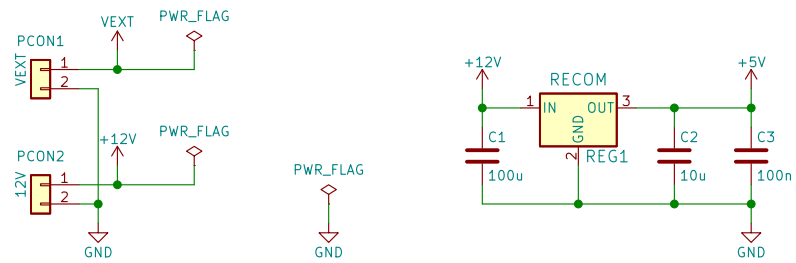 PWR_FLAG
VEXT
PCON1
VEXT
1
2
PWR_FLAG
+12V
PCON2
12V
1
2
GND
PWR_FLAG
GND
+12V
+5V
RECOM
1
IN
OUT
3
GND
2
REG1
C1
100u
C2
10u
C3
100n
GND